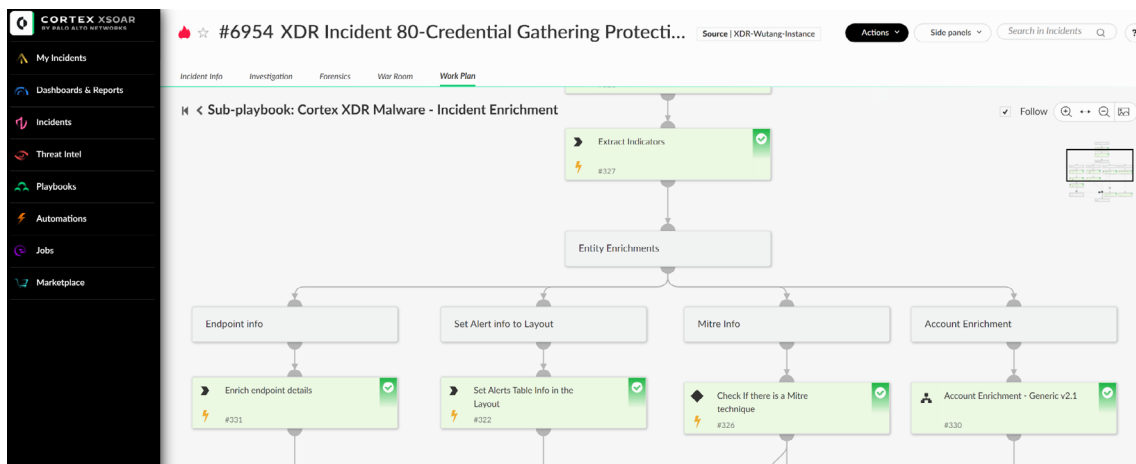 CORTEX XSOAR
BY PALO ALTO NETWORKS
My Incidents
Dashboards & Reports
Incidents
Threat Intel
Playbooks
Automations
Jobs
Marketplace
#6954 XDR Incident 80-Credential Gathering Protecti...
Source | XDR-Wutang-Instance
Actions
Side panels
Search in Incidents
?
Incident Info
Investigation
Forensics
War Room
Work Plan
< Sub-playbook: Cortex XDR Malware - Incident Enrichment
Follow
Extract Indicators
#327
Entity Enrichments
Endpoint info
Set Alert info to Layout
Mitre Info
Account Enrichment
Enrich endpoint details
#331
Set Alerts Table Info in the
Layout
#322
Check If there is a Mitre
technique
#326
Account Enrichment - Generic v2.1
#330